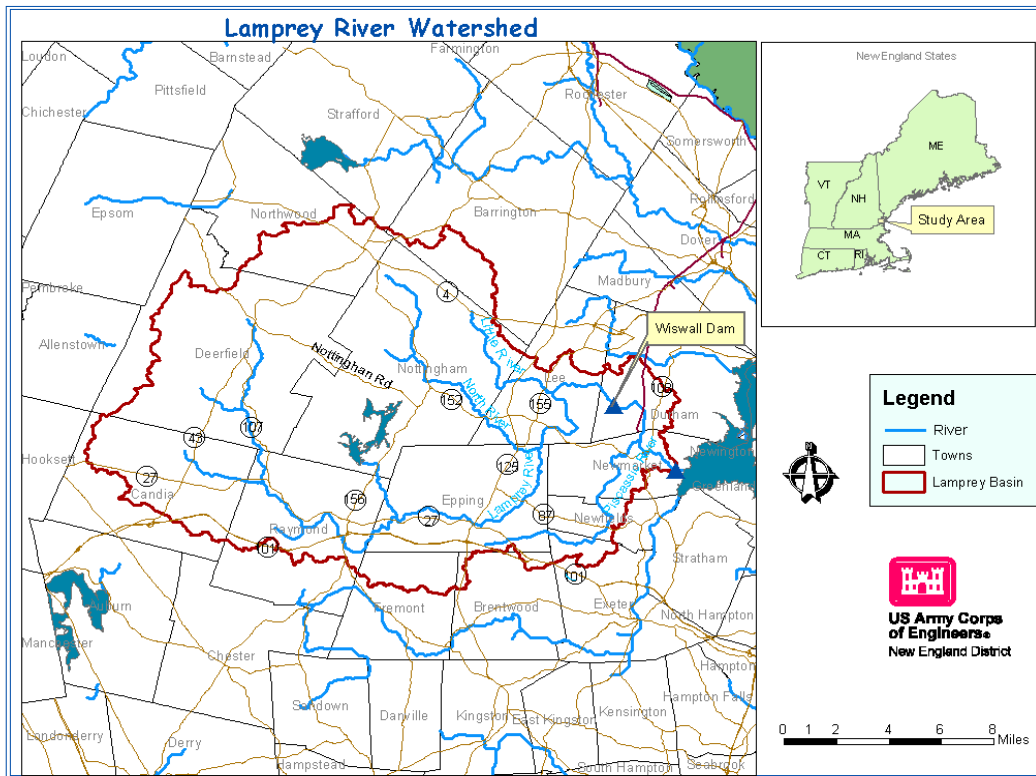 Lamprey River Watershed
Loudon
Barnstead
Farmington
Pittsfield
Chichester
Strafford
Rochester
Somersworth
Epsom
Northwood
Barrington
Rollinsford
Dover
Pembroke
Madbury
4
Wiswall Dam
Allenstown
Deerfield
Nottinghan Rd
Nottingham
Little River
Lee
North River
152
155
108
Durham
107
43
Hooksett
27
Candia
125
Newmarket
Newington
Greenland
Lamprey River
Piscassic River
156
Epping
27
87
Newfields
Raymond
101
Stratham
101
Auburn
Fremont
Brentwood
Exeter
North Hampton
Manchester
Chester
Hampton
Sandown
Danville
Kingston
East Kingston
Kensington
Hampton Falls
Londonderry
Derry
Hampstead
South Hampton
Seabrook
New England States
ME
VT
NH
Study Area
MA
CT
RI
Legend
River
Towns
Lamprey Basin
US Army Corps
of Engineers®
New England District
0 1 2 4 6 8
Miles